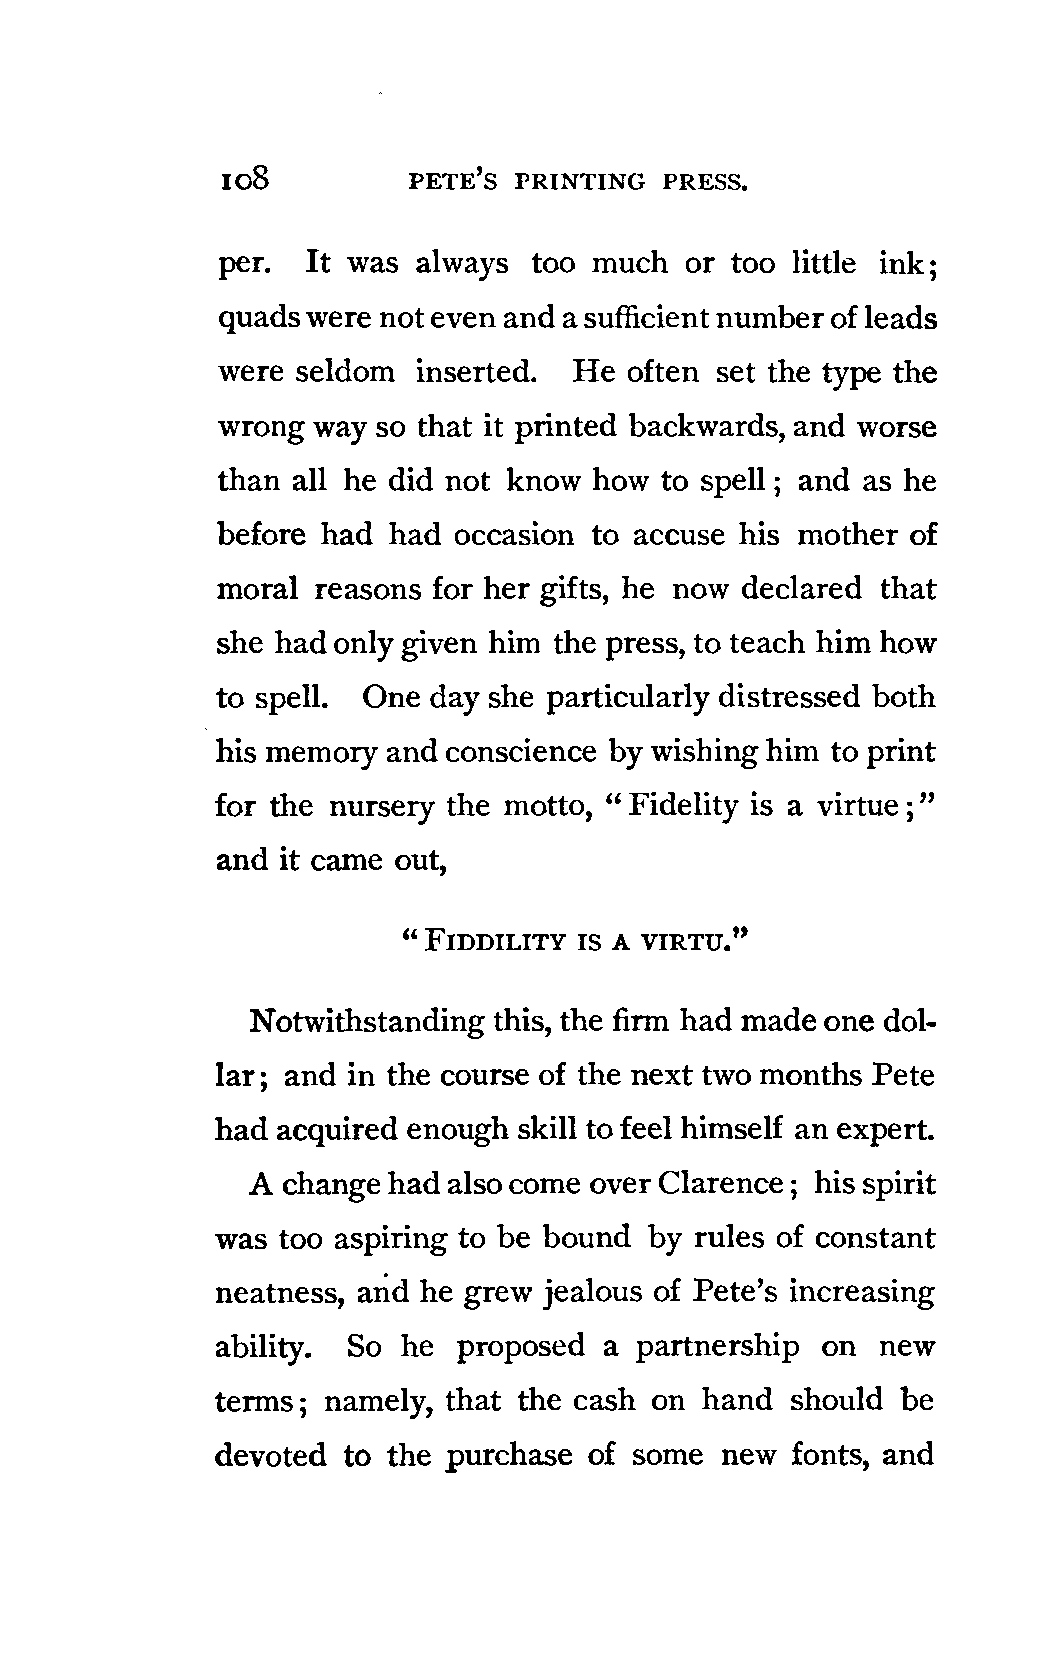 108 PETE'S PRINTING PRESS.
per. It was always too much or too little ink;
quads were not even and a sufficient number of leads
were seldom inserted. He often set the type the
wrong way so that it printed backwards, and worse
than all he did not know how to spell; and as he
before had had occasion to accuse his mother of
moral reasons for her gifts, he now declared that
she had only given him the press, to teach him how
to spell. One day she particularly distressed both
his memory and conscience by wishing him to print
for the nursery the motto, "Fidelity is a virtue;"
and it came out,
"FIDDILITY IS A VIRTU."
Notwithstanding this, the firm had made one dol-
lar; and in the course of the next two months Pete
had acquired enough skill to feel himself an expert.
A change had also come over Clarence; his spirit
was too aspiring to be bound by rules of constant
neatness, and he grew jealous of Pete's increasing
ability. So he proposed a partnership on new
terms; namely, that the cash on hand should be
devoted to the purchase of some new fonts, and